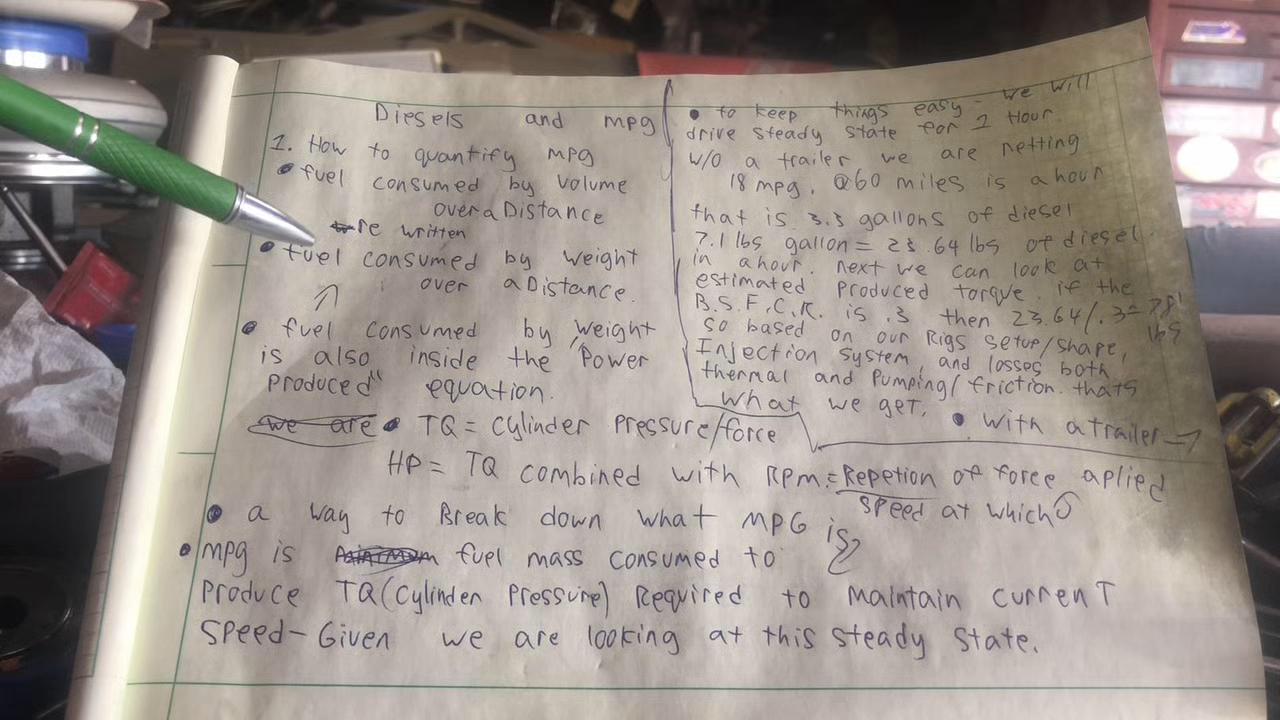 Diesels and mpg
1. How to quantify mpg
• fuel consumed by volume
over a Distance
re written
• fuel consumed by weight
over a Distance.
• fuel consumed by weight
is also inside the "Power
produced" equation.
we are • TQ = cylinder pressure/force
• to keep things easy - we will
drive steady state for 1 Hour.
w/o a trailer we are netting
18 mpg. @60 miles is a hour
that is 3.3 gallons of diesel
7.1 lbs gallon = 23.64 lbs of diesel
in a hour. next we can look at
estimated produced torque. if the
B.S.F.C.R. is .3 then 23.64/.3=78'
lbs
so based on our Rigs setup/shape,
Injection system, and losses both
thermal and Pumping/friction. thats
what we get.
• with a trailer →
HP = TQ combined with RPM = Repetion of force aplied
speed at which
• a way to Break down what MPG is
• mpg is fuel mass consumed to
produce TQ (cylinder pressure) Required to maintain current
speed - Given we are looking at this steady state.